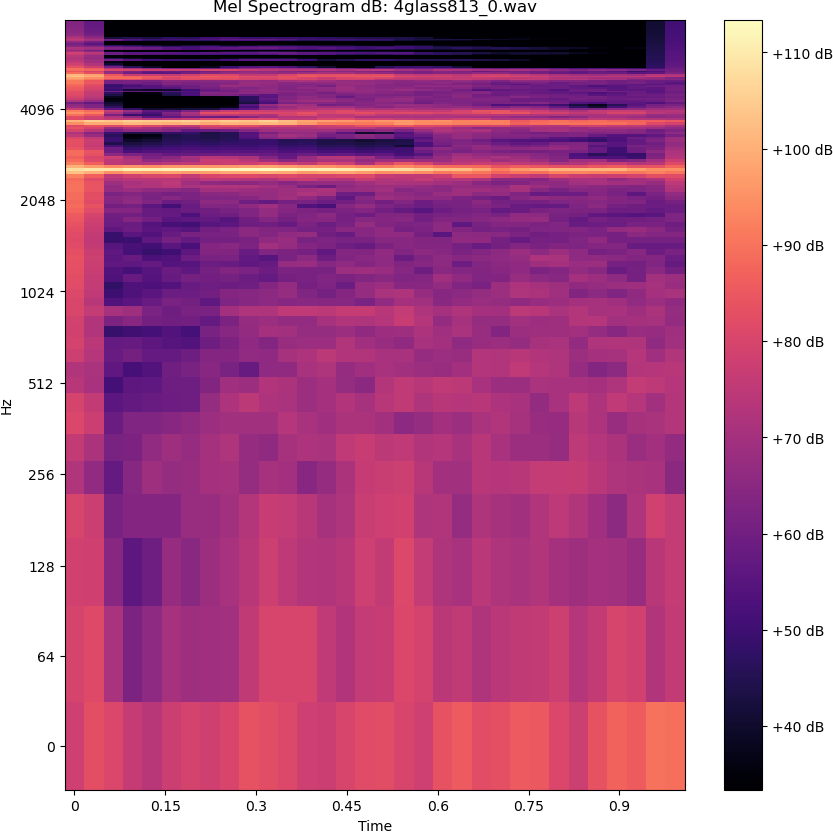 Mel Spectrogram dB: 4glass813_0.wav
4096
2048
1024
512
256
128
64
0
Hz
0 0.15 0.3 0.45 0.6 0.75 0.9
Time
+110 dB
+100 dB
+90 dB
+80 dB
+70 dB
+60 dB
+50 dB
+40 dB